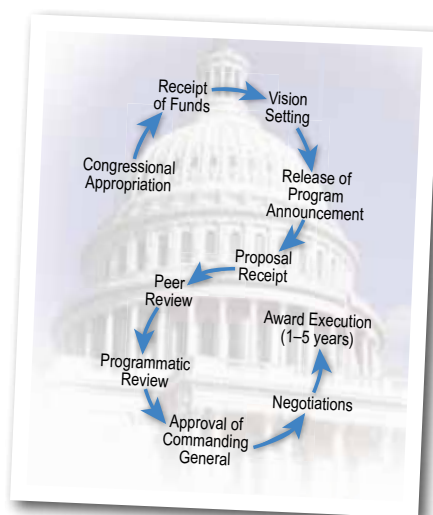 Receipt
of Funds
Vision
Setting
Congressional
Appropriation
Release of
Program
Announcement
Proposal
Receipt
Peer
Review
Award Execution
(1–5 years)
Programmatic
Review
Negotiations
Approval of
Commanding
General